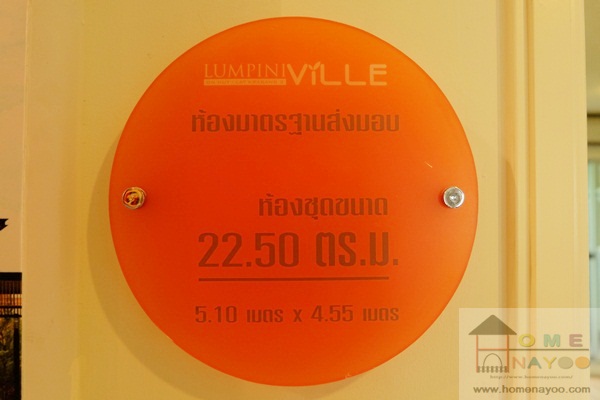 LUMPINI VILLE
ห้องมาตรฐานส่งมอบ
ห้องชุดขนาด
22.50 ตร.ม.
5.10 เมตร x 4.55 เมตร
HOME
NAYOO
www.homenayoo.com